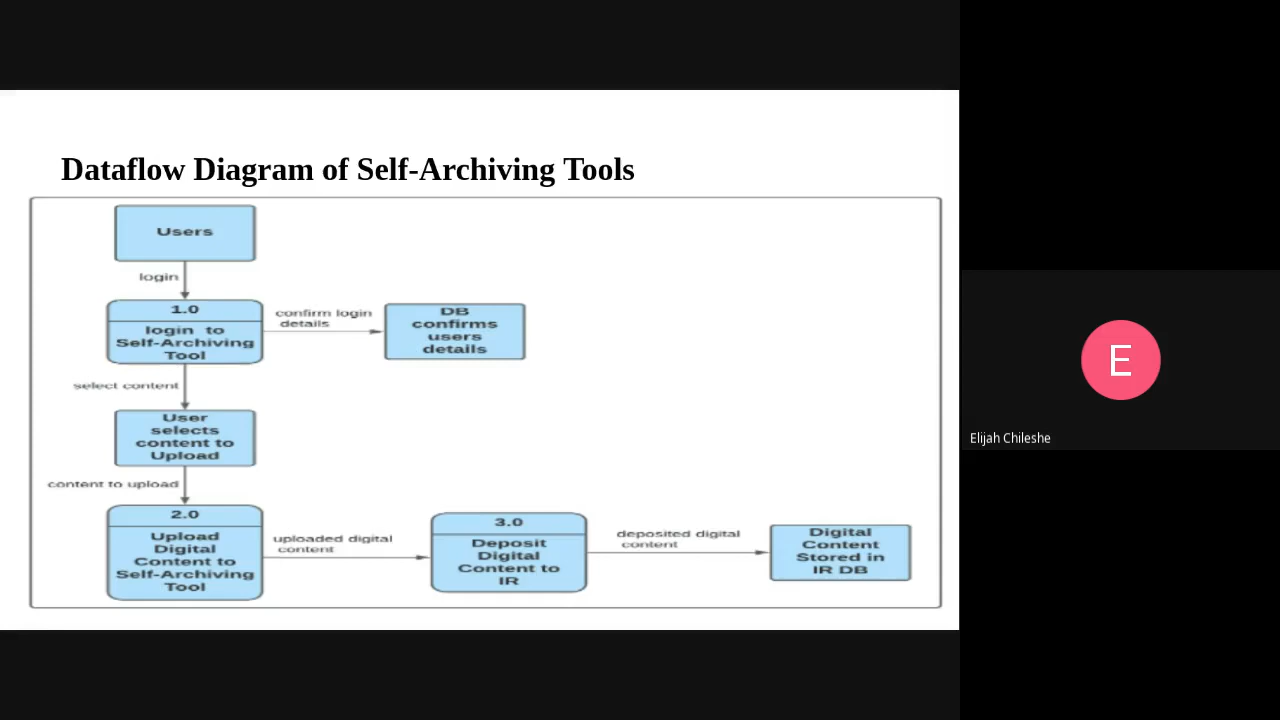 Dataflow Diagram of Self-Archiving Tools
Users
login
1.0
login to
Self-Archiving
Tool
confirm login
details
DB
confirms
users
details
select content
User
selects
content to
Upload
content to upload
2.0
Upload
Digital
Content to
Self-Archiving
Tool
uploaded digital
content
3.0
Deposit
Digital
Content to
IR
deposited digital
content
Digital
Content
Stored in
IR DB
E
Elijah Chileshe